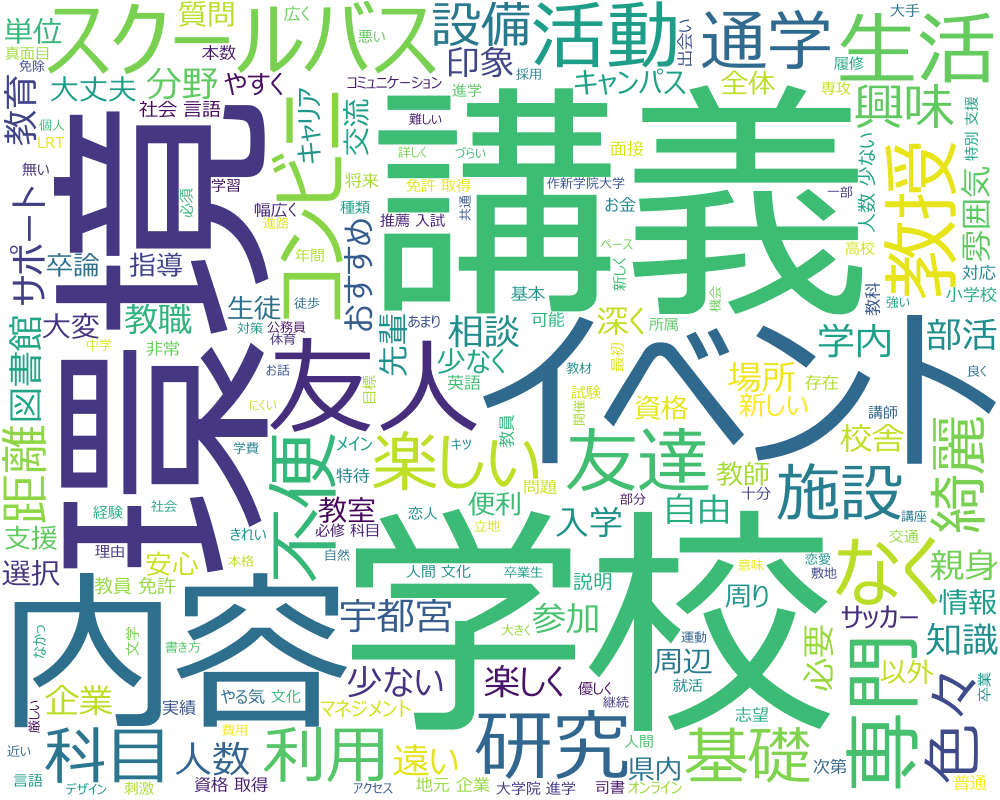 単位
真面目
免除
スクールバス
質問
本数
広く
悪い
設備
印象
活動
出会い
通学
大手
履修
生活
教育
大丈夫
分野
やすく
社会 言語
コミュニケーション
採用
キャンパス
全体
専攻
興味
個人
LRT
無い
環境
学習
必須
幅広く
進路
年間
コンビニ
キャリア
交流
将来
種類
難しい
進学
詳しく
づらい
免許 取得
推薦 入試
共通
講義
作新学院大学
面接
お金
ベース
新しく
機会
一部
高校
教授
人数 少ない
特別 支援
雰囲気
対応
小学校
強い
教科
サポート
卒論
指導
大変
教職
生徒
徒歩
対策
公務員
体育
おすすめ
あまり
先輩
基本
可能
相談
少なく
英語
深く
所属
最初
学内
部活
良く
図書館
中学
非常
お話
にくい
学費
友人
目標
イベント
教材
試験
開催
資格
場所
新しい
存在
講師
校舎
綺麗
距離
支援
選択
経験
理由
社会
きれい
安心
本格
教員 免許
不便
メイン
特待
教室
必修 科目
自然
楽しい
キッ
教員
問題
便利
恋人
立地
友達
部分
入学
教師
十分
自由
施設
講座
交通
恋愛
敷地
など
親身
情報
内容
なかっ
文字
書き方
宇都宮
学校
人間 文化
卒業生
大きく
説明
参加
意味
周り
運動
周辺
就活
サッカー
知識
必要
専門
以外
色々
卒業
厳しい
企業
実績
やる気
文化
マネジメント
少ない
楽しく
優しく
継続
志望
近い
言語
科目
デザイン
刺激
人数
費用
資格 取得
利用
アクセス
遠い
地元 企業
研究
大学院 進学
司書
人間
オンライン
県内
基礎
次第
普通